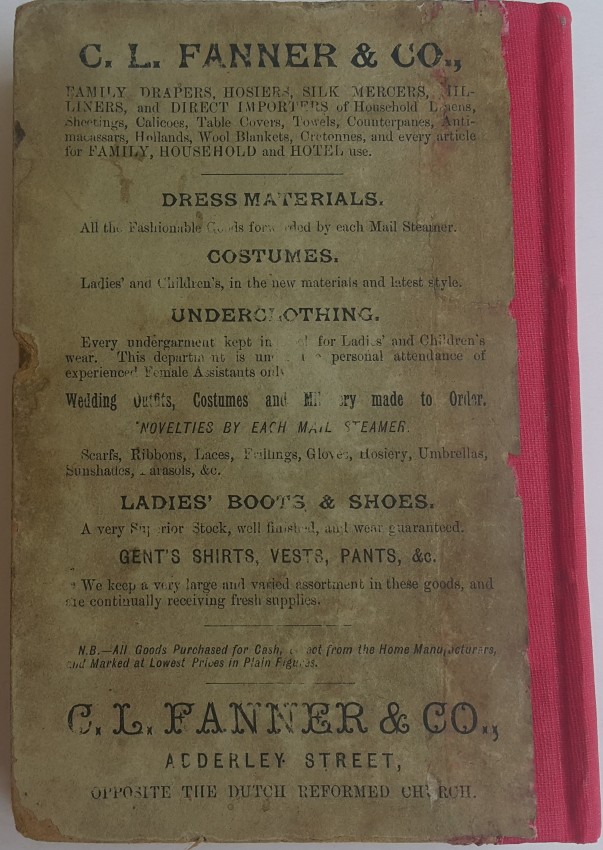 C. L. FANNER & CO.,
FAMILY DRAPERS, HOSIERS, SILK MERCERS, MIL-
LINERS, and DIRECT IMPORTERS of Household Linens,
Sheetings, Calicoes, Table Covers, Towels, Counterpanes, Anti-
macassars, Hollands, Wool Blankets, Cretonnes, and every article
for FAMILY, HOUSEHOLD and HOTEL use.
DRESS MATERIALS.
All the Fashionable Goods forwarded by each Mail Steamer.
COSTUMES.
Ladies' and Children's, in the new materials and latest style.
UNDERCLOTHING.
Every undergarment kept in for Ladies' and Children's
wear. This department is under personal attendance of
experienced Female Assistants only
Wedding Outfits, Costumes and Millinery made to Order.
NOVELTIES BY EACH MAIL STEAMER.
Scarfs, Ribbons, Laces, Frillings, Gloves, Hosiery, Umbrellas,
Sunshades, Parasols, &c.
LADIES' BOOTS & SHOES.
A very Superior Stock, well finished, and wear guaranteed.
GENT'S SHIRTS, VESTS, PANTS, &c.
We keep a very large and varied assortment in these goods, and
are continually receiving fresh supplies.
N.B.—All Goods Purchased for Cash, direct from the Home Manufacturers,
and Marked at Lowest Prices in Plain Figures.
C. L. FANNER & CO.,
ADDERLEY STREET,
OPPOSITE THE DUTCH REFORMED CHURCH.